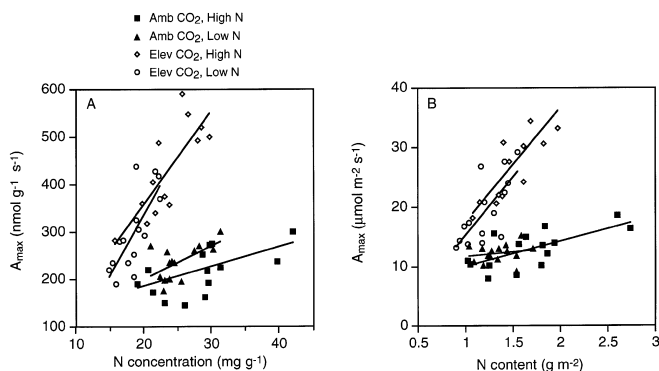 Amb CO2, High N
Amb CO2, Low N
Elev CO2, High N
Elev CO2, Low N
A
600
500
400
300
200
100
Amax (nmol g-1 s-1)
10
20
30
40
N concentration (mg g-1)
B
40
30
20
10
0
Amax (μmol m-2 s-1)
0.5
1
1.5
2
2.5
3
N content (g m-2)